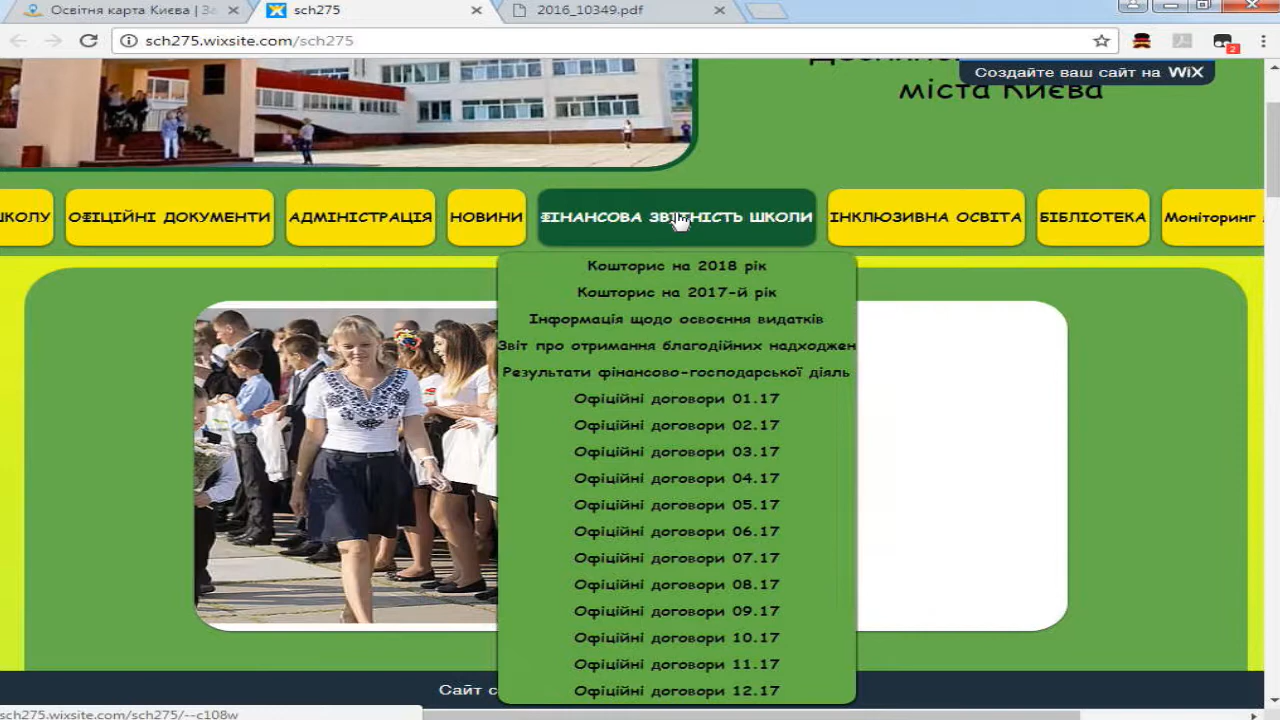 Освітня карта Києва | За
sch275
2016_10349.pdf
sch275.wixsite.com/sch275
2
Создайте ваш сайт на WiX
міста Києва
ШКОЛУ
ОФІЦІЙНІ ДОКУМЕНТИ
АДМІНІСТРАЦІЯ
НОВИНИ
ФІНАНСОВА ЗВІТНІСТЬ ШКОЛИ
ІНКЛЮЗИВНА ОСВІТА
БІБЛІОТЕКА
Моніторинг
Кошторис на 2018 рік
Кошторис на 2017-й рік
Інформація щодо освоєння видатків
Звіт про отримання благодійних надходжен
Результати фінансово-господарської діяль
Офіційні договори 01.17
Офіційні договори 02.17
Офіційні договори 03.17
Офіційні договори 04.17
Офіційні договори 05.17
Офіційні договори 06.17
Офіційні договори 07.17
Офіційні договори 08.17
Офіційні договори 09.17
Офіційні договори 10.17
Офіційні договори 11.17
Офіційні договори 12.17
Сайт с
sch275.wixsite.com/sch275/--c108w